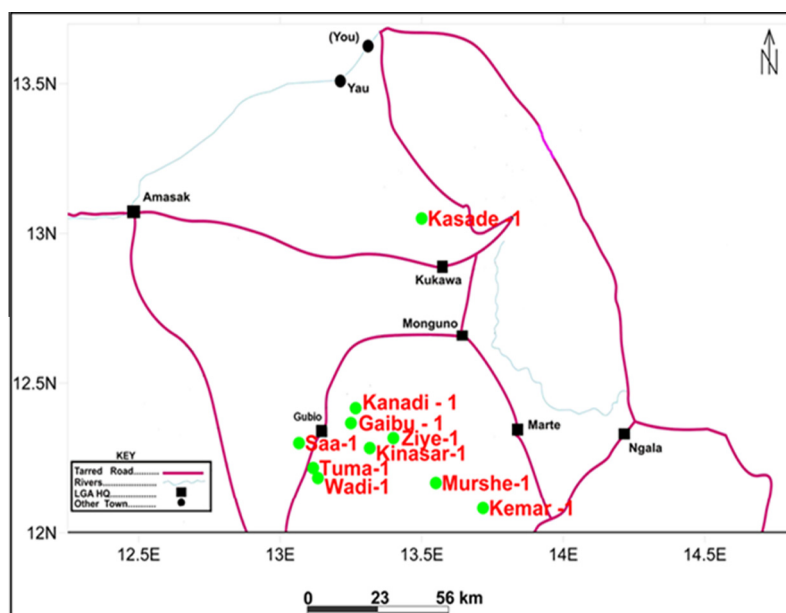 (You)
N
13.5N
Yau
Amasak
Kasade -1
13N
Kukawa
Monguno
12.5N
Kanadi - 1
Gubio
Gaibu - 1
Marte
Ziye-1
Saa-1
Kinasar-1
Ngala
KEY
Tarred Road
Rivers
LGA HQ
Other Town
Tuma-1
Wadi-1
Murshe-1
Kemar -1
12N
12.5E 13E 13.5E 14E 14.5E
0 23 56 km